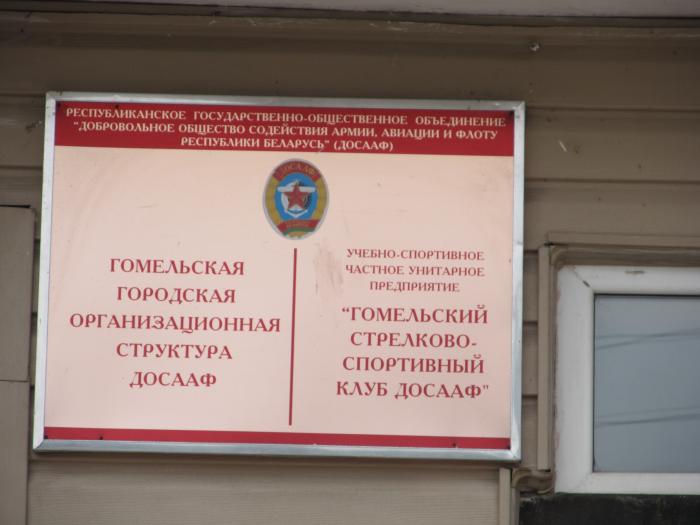 РЕСПУБЛИКАНСКОЕ ГОСУДАРСТВЕННО-ОБЩЕСТВЕННОЕ ОБЪЕДИНЕНИЕ
"ДОБРОВОЛЬНОЕ ОБЩЕСТВО СОДЕЙСТВИЯ АРМИИ, АВИАЦИИ И ФЛОТУ
РЕСПУБЛИКИ БЕЛАРУСЬ" (ДОСААФ)
ДОСААФ
ГОМЕЛЬСКАЯ
ГОРОДСКАЯ
ОРГАНИЗАЦИОННАЯ
СТРУКТУРА
ДОСААФ
УЧЕБНО-СПОРТИВНОЕ
ЧАСТНОЕ УНИТАРНОЕ
ПРЕДПРИЯТИЕ
"ГОМЕЛЬСКИЙ
СТРЕЛКОВО-
СПОРТИВНЫЙ
КЛУБ ДОСААФ"